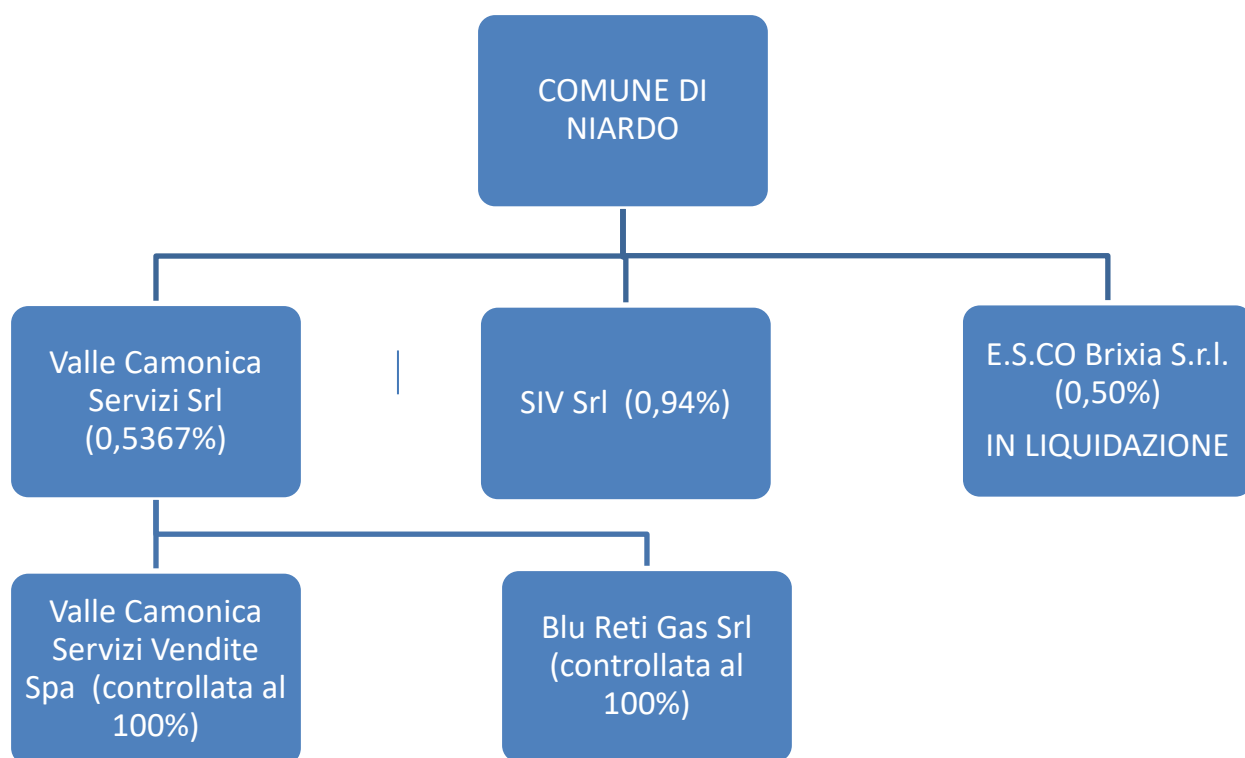 COMUNE DI
NIARDO
Valle Camonica
Servizi Srl
(0,5367%)
SIV Srl (0,94%)
E.S.CO Brixia S.r.l.
(0,50%)
IN LIQUIDAZIONE
Valle Camonica
Servizi Vendite
Spa (controllata al
100%)
Blu Reti Gas Srl
(controllata al
100%)